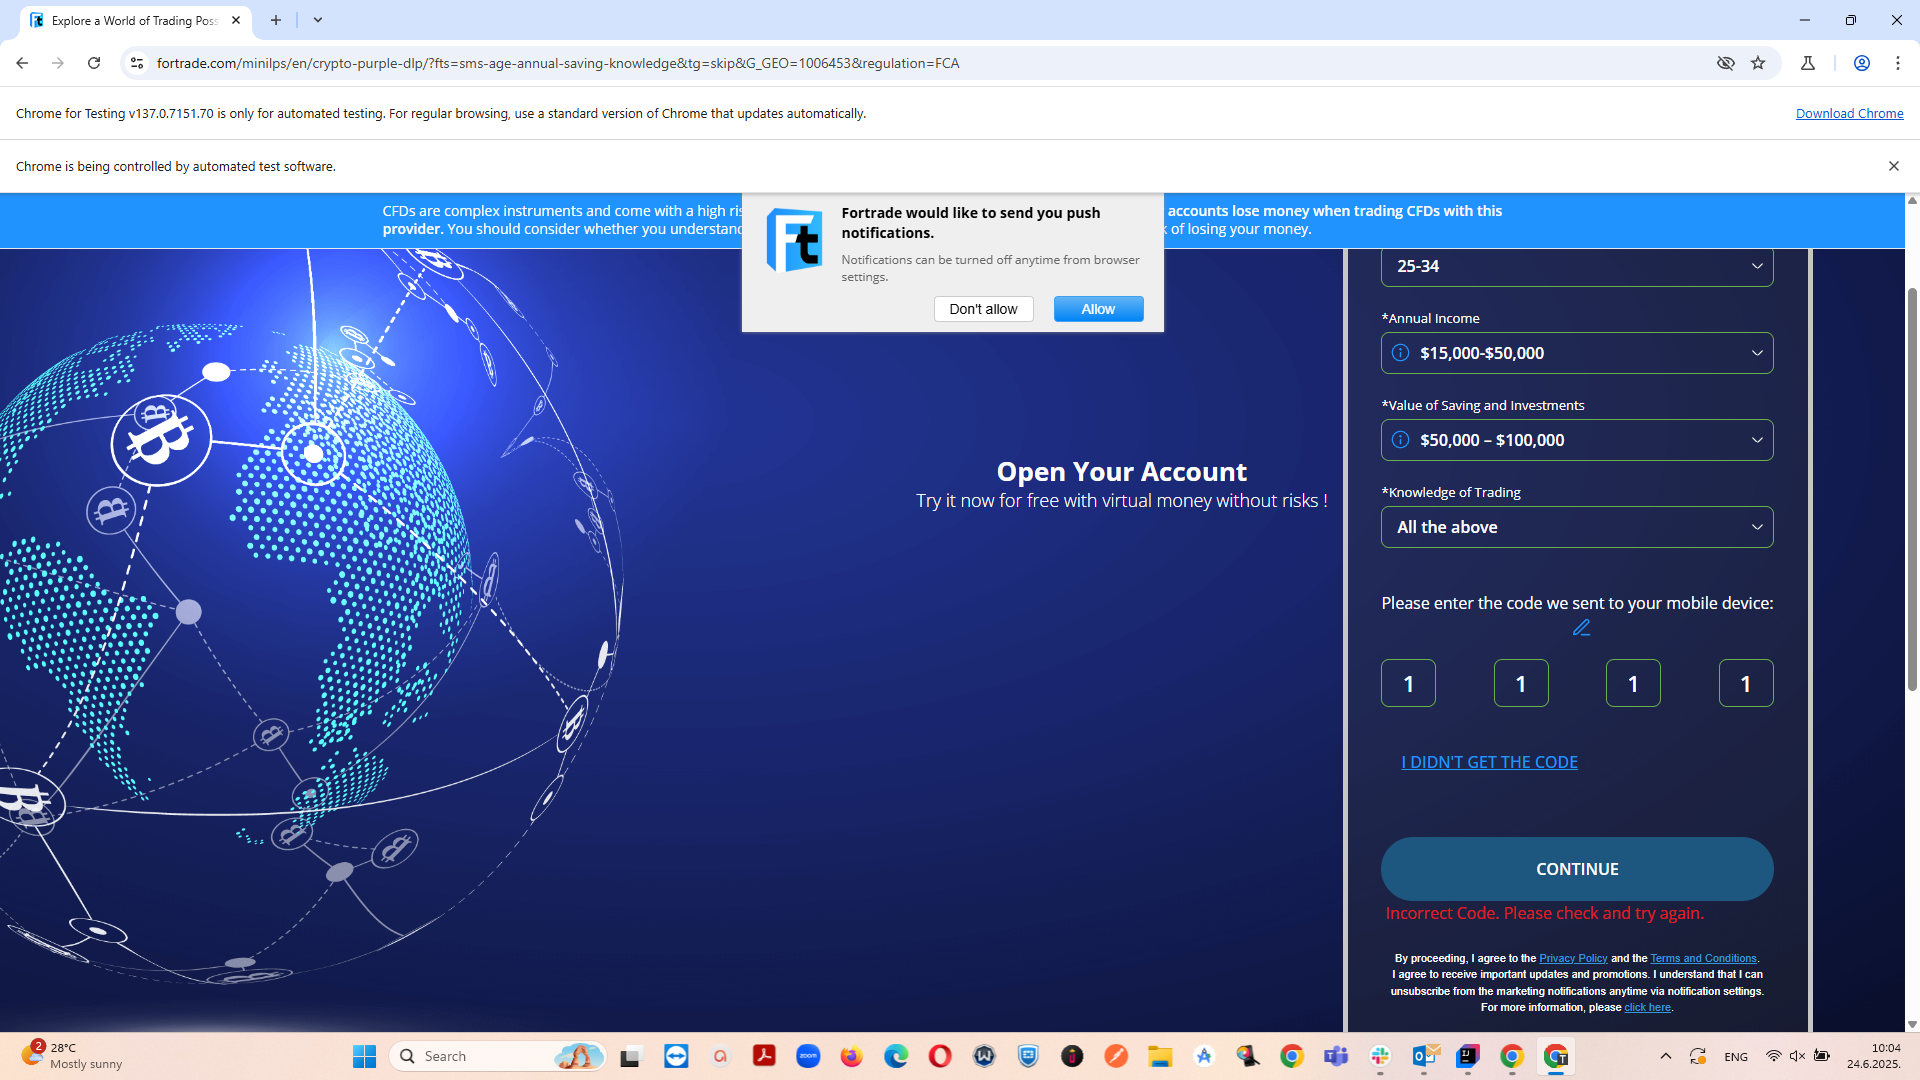 Explore a World of Trading Poss
fortrade.com/minilps/en/crypto-purple-dlp/?fts=sms-age-annual-saving-knowledge&tg=skip&G_GEO=1006453&regulation=FCA
Chrome for Testing v137.0.7151.70 is only for automated testing. For regular browsing, use a standard version of Chrome that updates automatically.
Download Chrome
Chrome is being controlled by automated test software.
CFDs are complex instruments and come with a high ris
accounts lose money when trading CFDs with this
provider. You should consider whether you understand
of losing your money.
Fortrade would like to send you push
notifications.
Notifications can be turned off anytime from browser
settings.
Don't allow
Allow
25-34
*Annual Income
$15,000-$50,000
*Value of Saving and Investments
$50,000 – $100,000
*Knowledge of Trading
All the above
Open Your Account
Try it now for free with virtual money without risks !
Please enter the code we sent to your mobile device:
1 1 1 1
I DIDN'T GET THE CODE
CONTINUE
Incorrect Code. Please check and try again.
By proceeding, I agree to the Privacy Policy and the Terms and Conditions.
I agree to receive important updates and promotions. I understand that I can
unsubscribe from the marketing notifications anytime via notification settings.
For more information, please click here.
2
28°C
Mostly sunny
Search
zoom
ENG
10:04
24.6.2025.